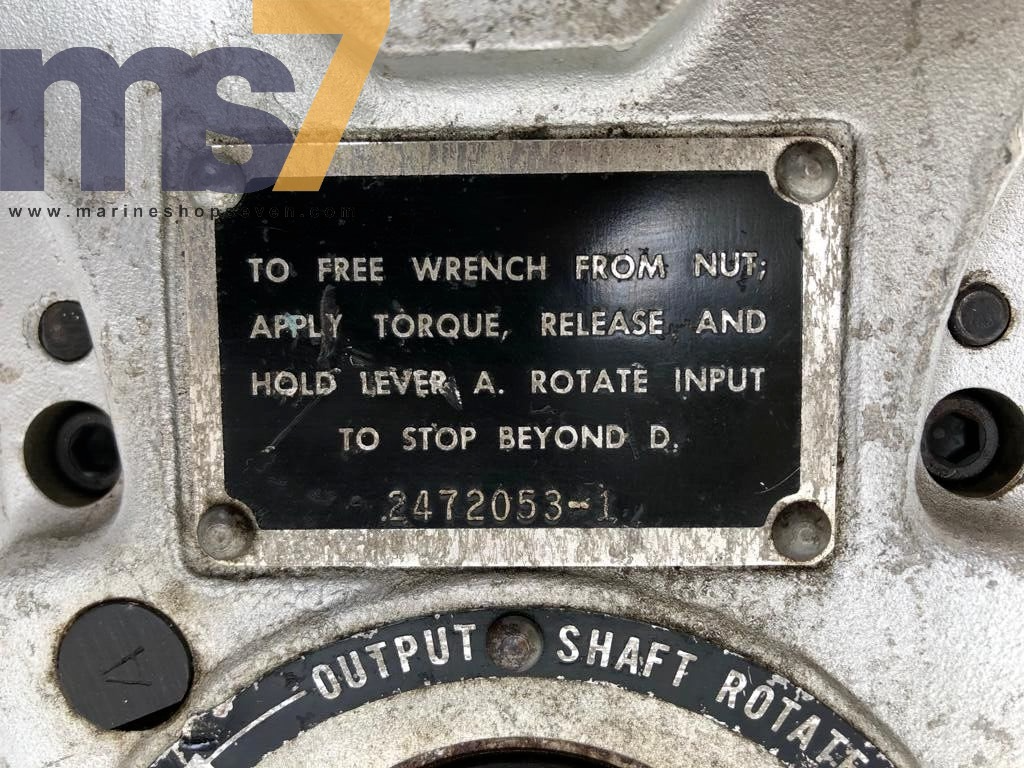 ms7
www.marineshopseven.com
TO FREE WRENCH FROM NUT;
APPLY TORQUE, RELEASE AND
HOLD LEVER A. ROTATE INPUT
TO STOP BEYOND D.
2472053-1
A
OUTPUT SHAFT ROTATE